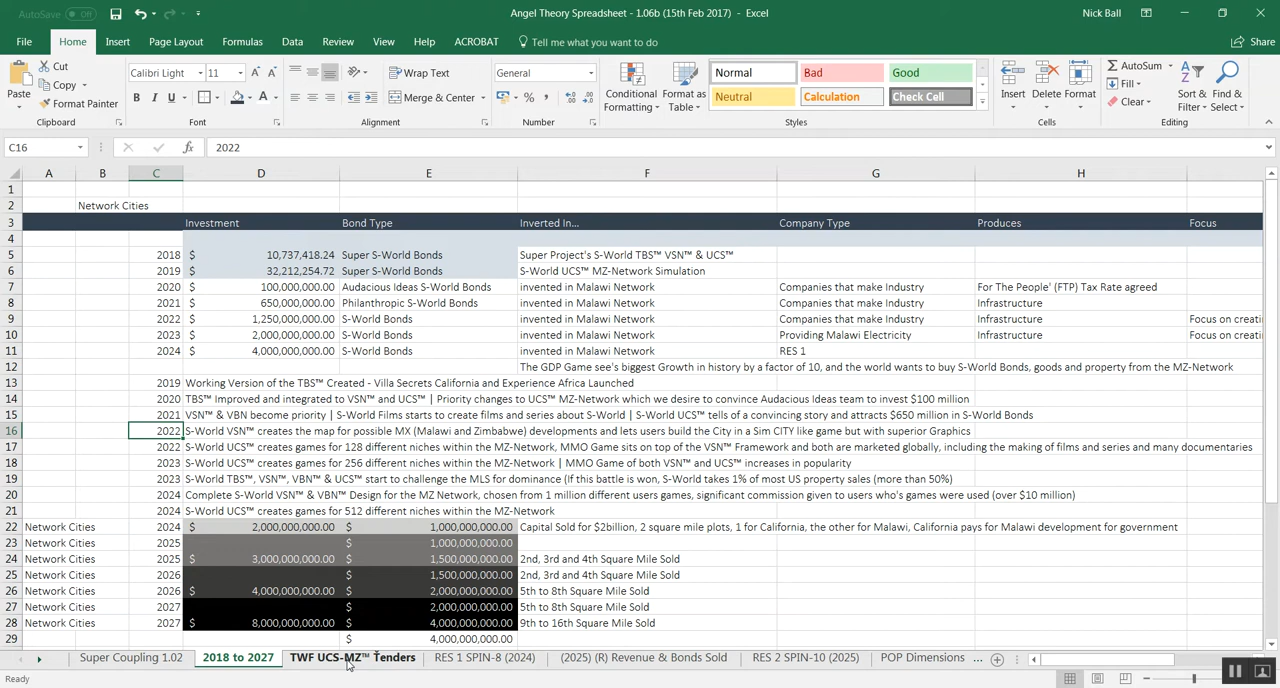 AutoSave Off
Angel Theory Spreadsheet - 1.06b (15th Feb 2017) - Excel
Nick Ball
File Home Insert Page Layout Formulas Data Review View Help ACROBAT Tell me what you want to do Share
Paste Cut Copy Format Painter Clipboard
Calibri Light 11 B I U A Font
Wrap Text Merge & Center Alignment
General $ % , Number
Conditional Formatting Format as Table Normal Bad Good Neutral Calculation Check Cell Styles
Insert Delete Format Cells
AutoSum Fill Clear Sort & Filter Find & Select Editing
C16 fx 2022
A B C D E F G H
1
2 Network Cities
3 Investment Bond Type Inverted In... Company Type Produces Focus
4
5 2018 $ 10,737,418.24 Super S-World Bonds Super Project's S-World TBS™ VSN™ & UCS™
6 2019 $ 32,212,254.72 Super S-World Bonds S-World UCS™ MZ-Network Simulation
7 2020 $ 100,000,000.00 Audacious Ideas S-World Bonds invented in Malawi Network Companies that make Industry For The People' (FTP) Tax Rate agreed
8 2021 $ 650,000,000.00 Philanthropic S-World Bonds invented in Malawi Network Companies that make Industry Infrastructure
9 2022 $ 1,250,000,000.00 S-World Bonds invented in Malawi Network Companies that make Industry Infrastructure Focus on creati
10 2023 $ 2,000,000,000.00 S-World Bonds invented in Malawi Network Providing Malawi Electricity Infrastructure Focus on creati
11 2024 $ 4,000,000,000.00 S-World Bonds invented in Malawi Network RES 1
12 The GDP Game see's biggest Growth in history by a factor of 10, and the world wants to buy S-World Bonds, goods and property from the MZ-Network
13 2019 Working Version of the TBS™ Created - Villa Secrets California and Experience Africa Launched
14 2020 TBS™ Improved and integrated to VSN™ and UCS™ | Priority changes to UCS™ MZ-Network which we desire to convince Audacious Ideas team to invest $100 million
15 2021 VSN™ & VBN become priority | S-World Films starts to create films and series about S-World | S-World UCS™ tells of a convincing story and attracts $650 million in S-World Bonds
16 2022 S-World VSN™ creates the map for possible MX (Malawi and Zimbabwe) developments and lets users build the City in a Sim CITY like game but with superior Graphics
17 2022 S-World UCS™ creates games for 128 different niches within the MZ-Network, MMO Game sits on top of the VSN™ Framework and both are marketed globally, including the making of films and series and many documentaries
18 2023 S-World UCS™ creates games for 256 different niches within the MZ-Network | MMO Game of both VSN™ and UCS™ increases in popularity
19 2023 S-World TBS™, VSN™, VBN™ & UCS™ start to challenge the MLS for dominance (If this battle is won, S-World takes 1% of most US property sales (more than 50%)
20 2024 Complete S-World VSN™ & VBN™ Design for the MZ Network, chosen from 1 million different users games, significant commission given to users who's games were used (over $10 million)
21 2024 S-World UCS™ creates games for 512 different niches within the MZ-Network
22 Network Cities 2024 $ 2,000,000,000.00 $ 1,000,000,000.00 Capital Sold for $2billion, 2 square mile plots, 1 for California, the other for Malawi, California pays for Malawi development for government
23 Network Cities 2025 $ 1,000,000,000.00
24 Network Cities 2025 $ 3,000,000,000.00 $ 1,500,000,000.00 2nd, 3rd and 4th Square Mile Sold
25 Network Cities 2026 $ 1,500,000,000.00 2nd, 3rd and 4th Square Mile Sold
26 Network Cities 2026 $ 4,000,000,000.00 $ 2,000,000,000.00 5th to 8th Square Mile Sold
27 Network Cities 2027 $ 2,000,000,000.00 5th to 8th Square Mile Sold
28 Network Cities 2027 $ 8,000,000,000.00 $ 4,000,000,000.00 9th to 16th Square Mile Sold
29 $ 4,000,000,000.00
Super Coupling 1.02 2018 to 2027 TWF UCS-MZ™ Tenders RES 1 SPIN-8 (2024) (2025) (R) Revenue & Bonds Sold RES 2 SPIN-10 (2025) POP Dimensions ...
Ready